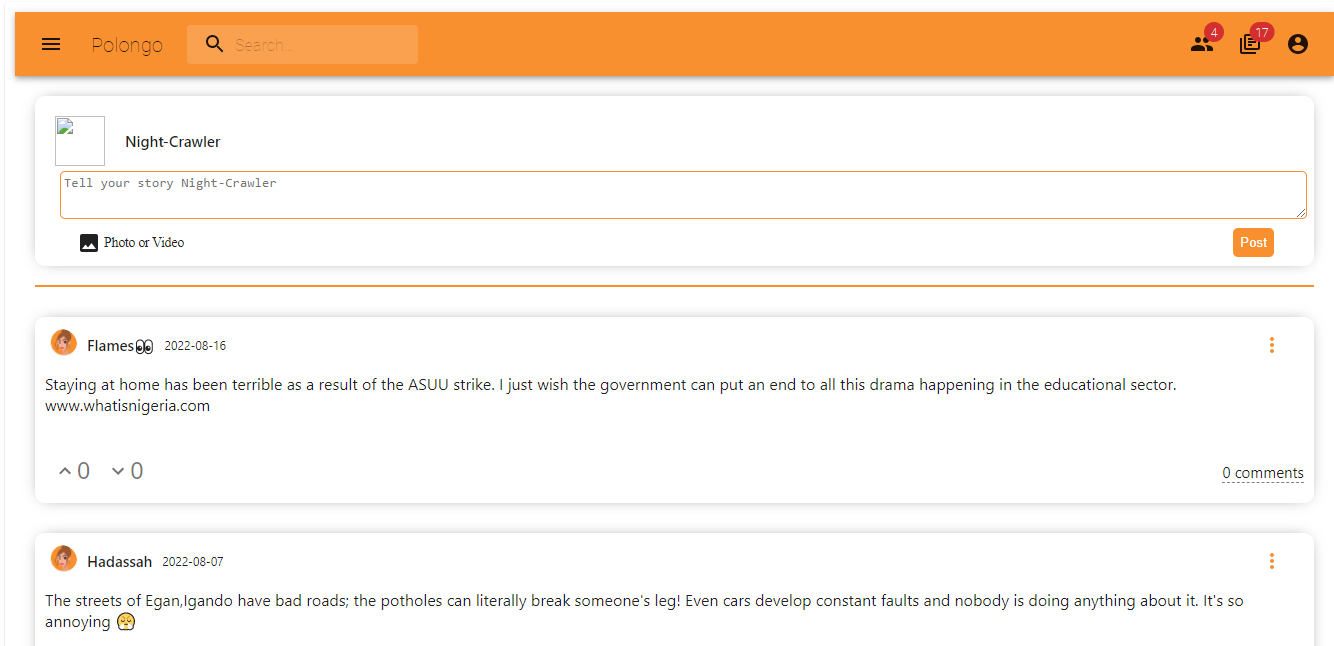 Polongo
Search...
4
17
Night-Crawler
Tell your story Night-Crawler
Photo or Video
Post
Flames👀 2022-08-16
Staying at home has been terrible as a result of the ASUU strike. I just wish the government can put an end to all this drama happening in the educational sector.
www.whatisnigeria.com
0 0
0 comments
Hadassah 2022-08-07
The streets of Egan,Igando have bad roads; the potholes can literally break someone's leg! Even cars develop constant faults and nobody is doing anything about it. It's so
annoying 😤